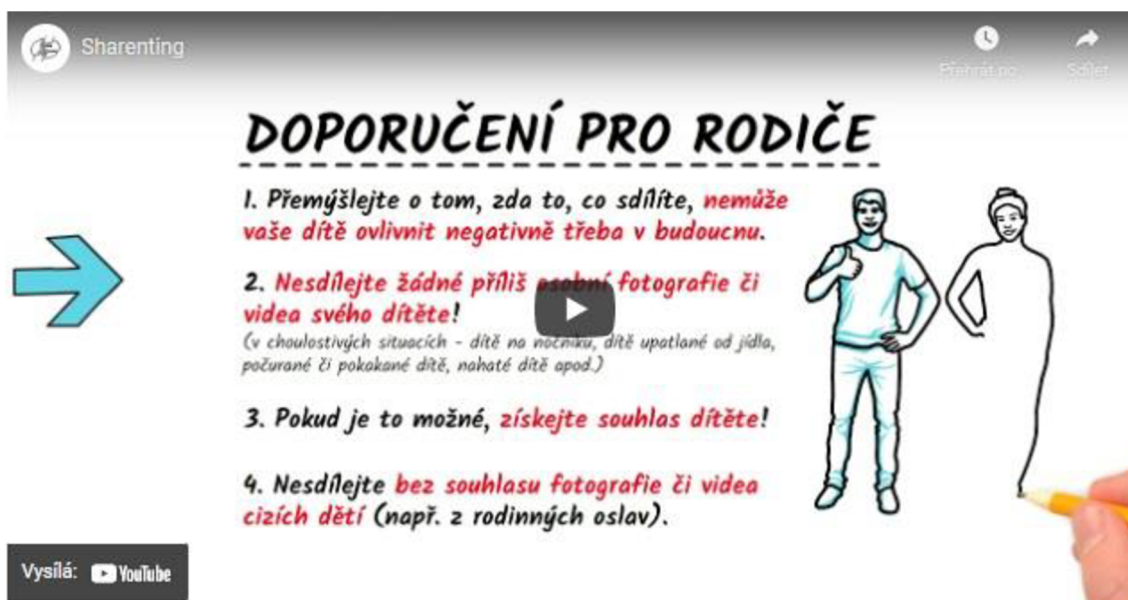 Sharenting
Přehrát po...
Sdílet
DOPORUČENÍ PRO RODIČE
1. Přemýšlejte o tom, zda to, co sdílíte, nemůže
vaše dítě ovlivnit negativně třeba v budoucnu.
2. Nesdílejte žádné příliš osobní fotografie či
videa svého dítěte!
(v choulostivých situacích - dítě na nočníku, dítě upatlané od jídla,
počurané či pokakané dítě, nahaté dítě apod.)
3. Pokud je to možné, získejte souhlas dítěte!
4. Nesdílejte bez souhlasu fotografie či videa
cizích dětí (např. z rodinných oslav).
Vysílá: YouTube